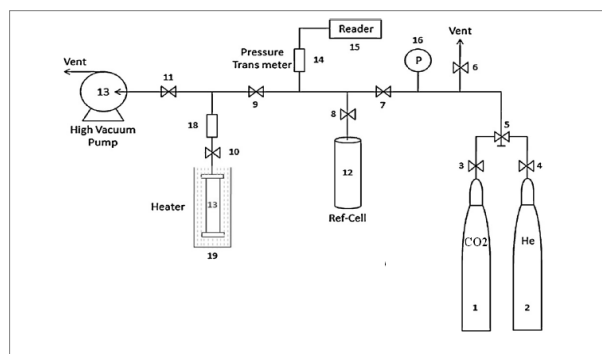 Reader
15
Pressure
Trans meter
14
16
P
Vent
6
Vent
13
11
9
7
High Vacuum
Pump
18
8
5
10
3
4
12
Heater
13
Ref-Cell
19
CO2
He
1
2